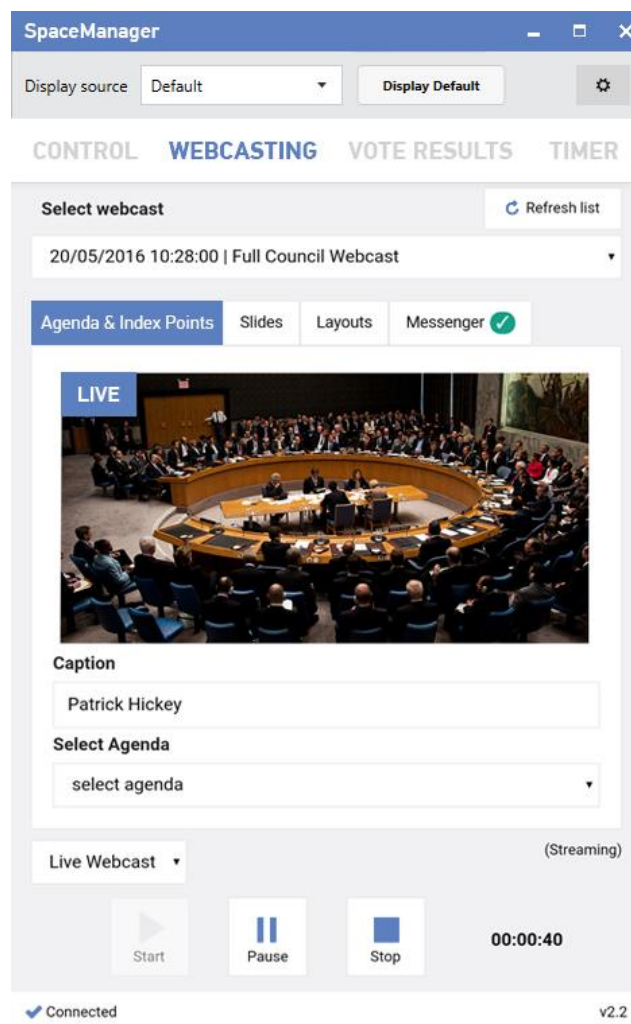 SpaceManager
Display source Default Display Default
CONTROL WEBCASTING VOTE RESULTS TIMER
Select webcast Refresh list
20/05/2016 10:28:00 | Full Council Webcast
Agenda & Index Points Slides Layouts Messenger
LIVE
Caption
Patrick Hickey
Select Agenda
select agenda
Live Webcast (Streaming)
Start Pause Stop 00:00:40
Connected v2.2